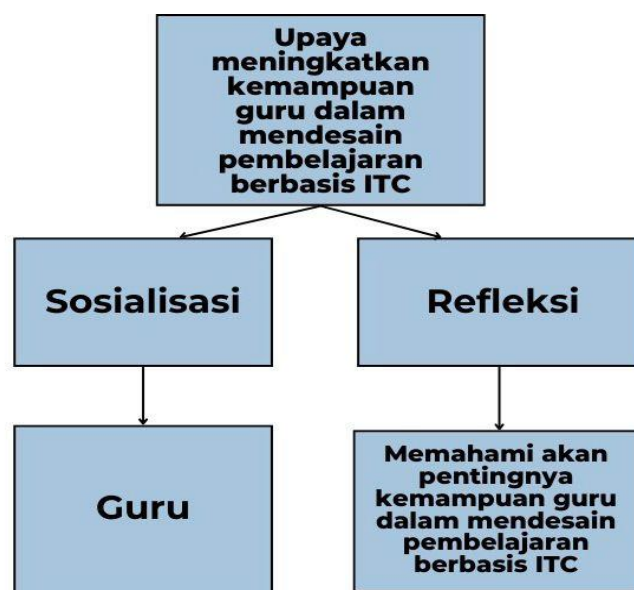 Upaya
meningkatkan
kemampuan
guru dalam
mendesain
pembelajaran
berbasis ITC
Sosialisasi
Refleksi
Guru
Memahami akan
pentingnya
kemampuan guru
dalam mendesain
pembelajaran
berbasis ITC